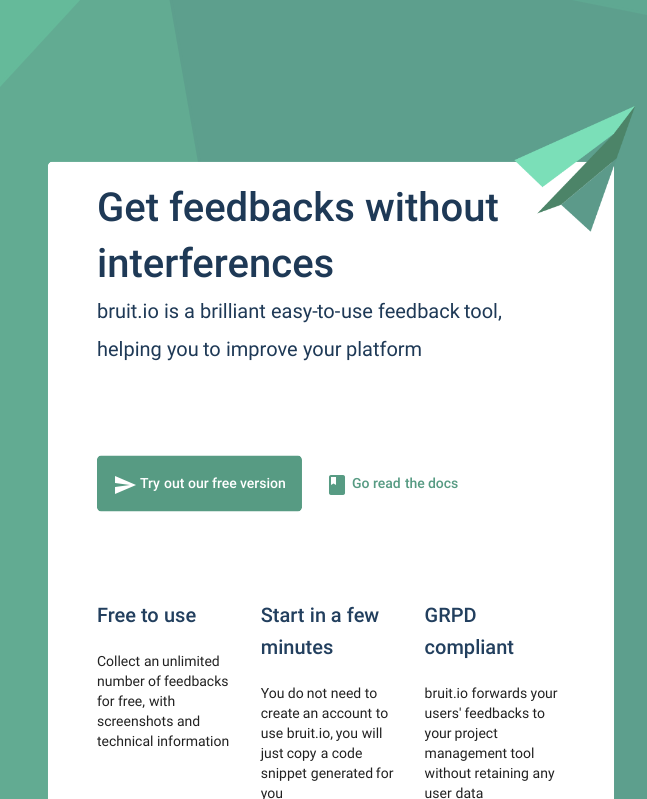 Get feedbacks without
interferences
bruit.io is a brilliant easy-to-use feedback tool,
helping you to improve your platform
Try out our free version
Go read the docs
Free to use
Collect an unlimited
number of feedbacks
for free, with
screenshots and
technical information
Start in a few
minutes
You do not need to
create an account to
use bruit.io, you will
just copy a code
snippet generated for
you
GRPD
compliant
bruit.io forwards your
users' feedbacks to
your project
management tool
without retaining any
user data